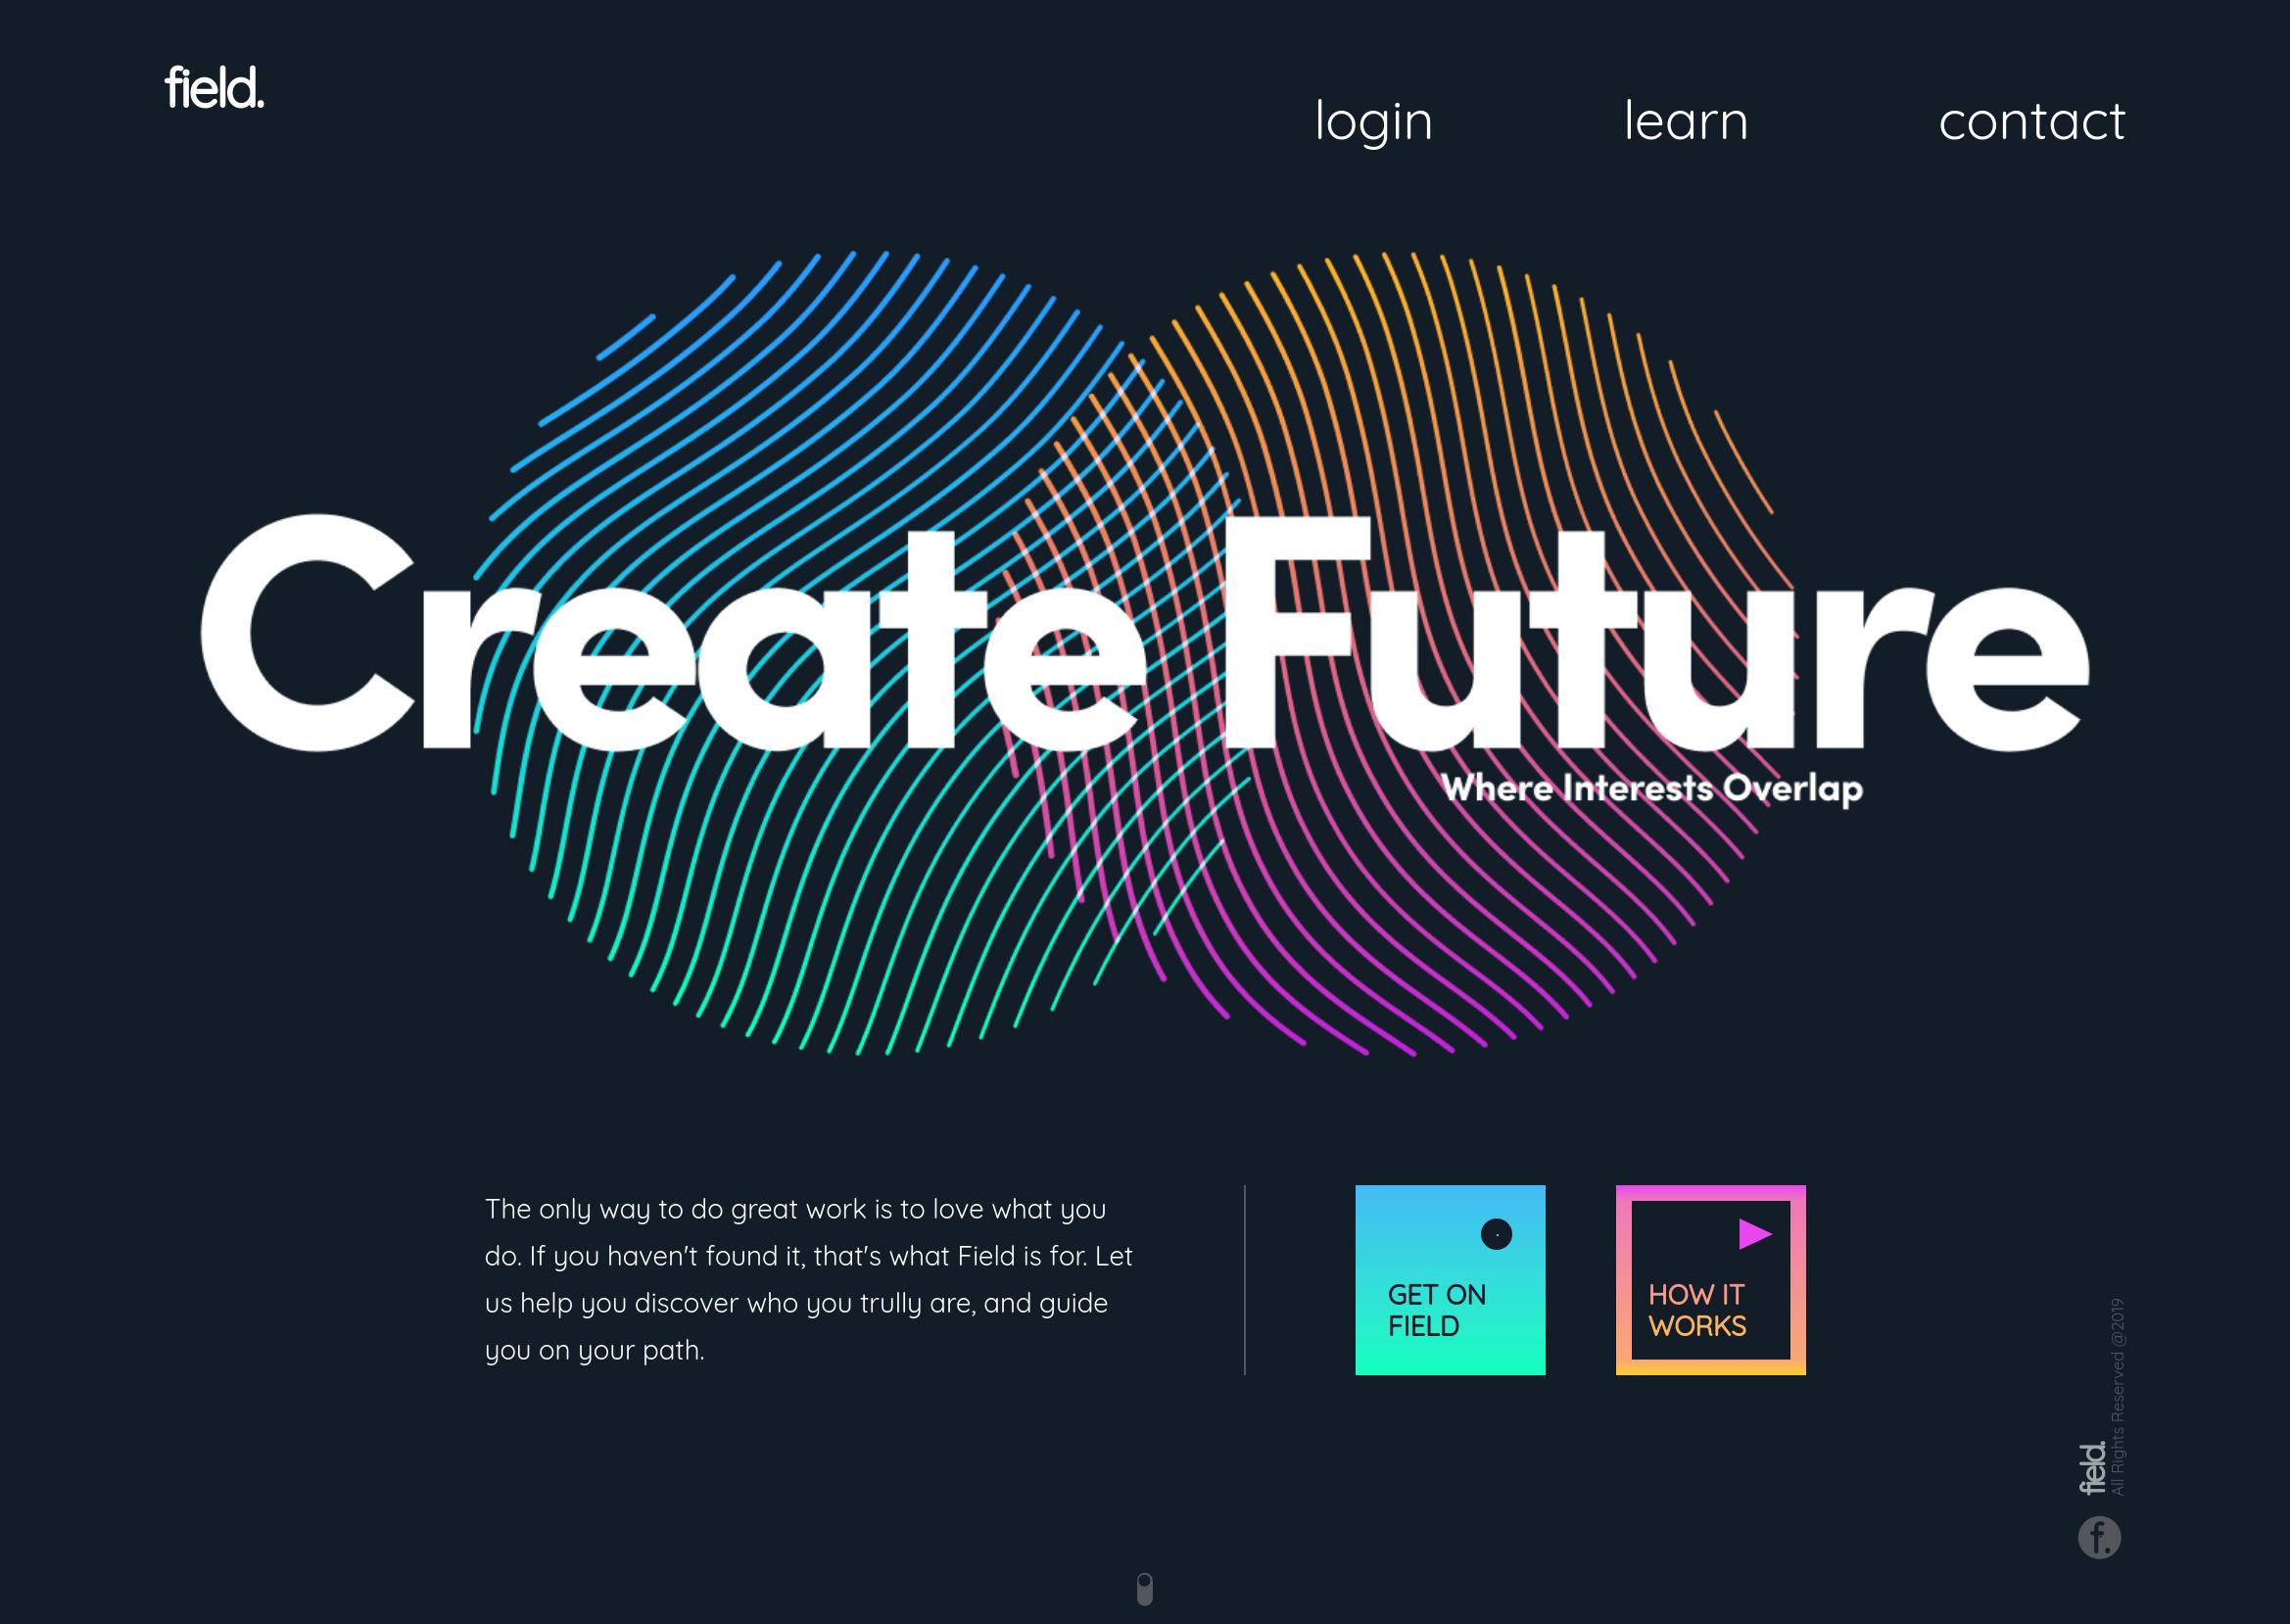 field.
login
learn
contact
Create Future
Where Interests Overlap
The only way to do great work is to love what you
do. If you haven't found it, that's what Field is for. Let
us help you discover who you trully are, and guide
you on your path.
GET ON
FIELD
HOW IT
WORKS
field.
All Rights Reserved @2019
f.